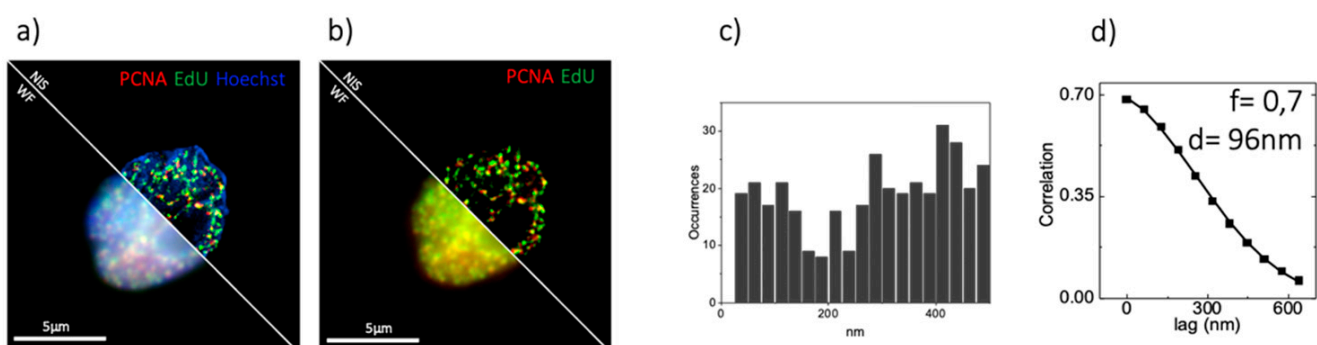 a)
NIS
WF
PCNA EdU Hoechst
5µm
b)
NIS
WF
PCNA EdU
5µm
c)
Occurrences
30
20
10
0
0 200 400
nm
d)
Correlation
0.70
0.35
0.00
f= 0,7
d= 96nm
0 300 600
lag (nm)